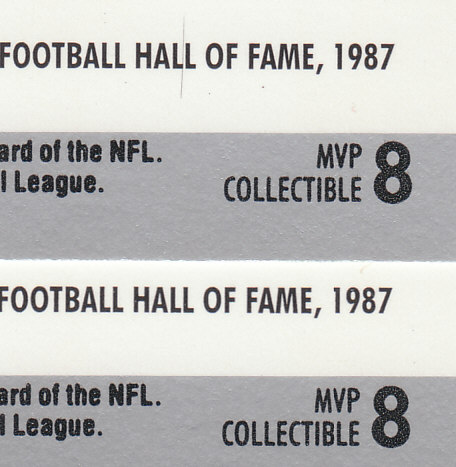 FOOTBALL HALL OF FAME, 1987
ard of the NFL.
l League.
MVP
COLLECTIBLE 8
FOOTBALL HALL OF FAME, 1987
ard of the NFL.
l League.
MVP
COLLECTIBLE 8